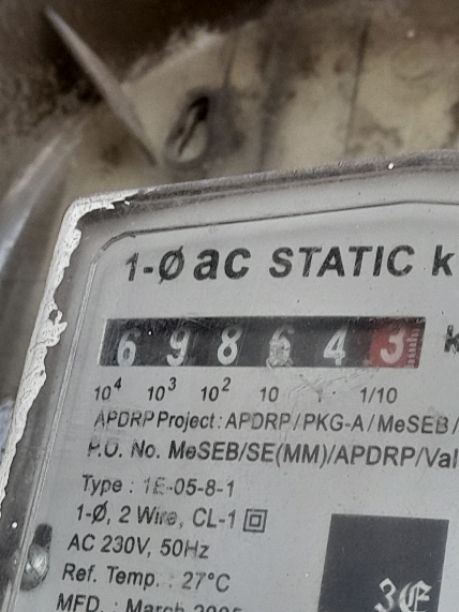 1-Ø ac STATIC k
6 9 8 6 4 3 k
10⁴ 10³ 10² 10 1 1/10
APDRP Project : APDRP/PKG-A/MeSEB/
P.O. No. MeSEB/SE(MM)/APDRP/Val
Type : 1E-05-8-1
1-Ø, 2 Wire, CL-1
AC 230V, 50Hz
Ref. Temp. : 27°C
MFD. : March 2005